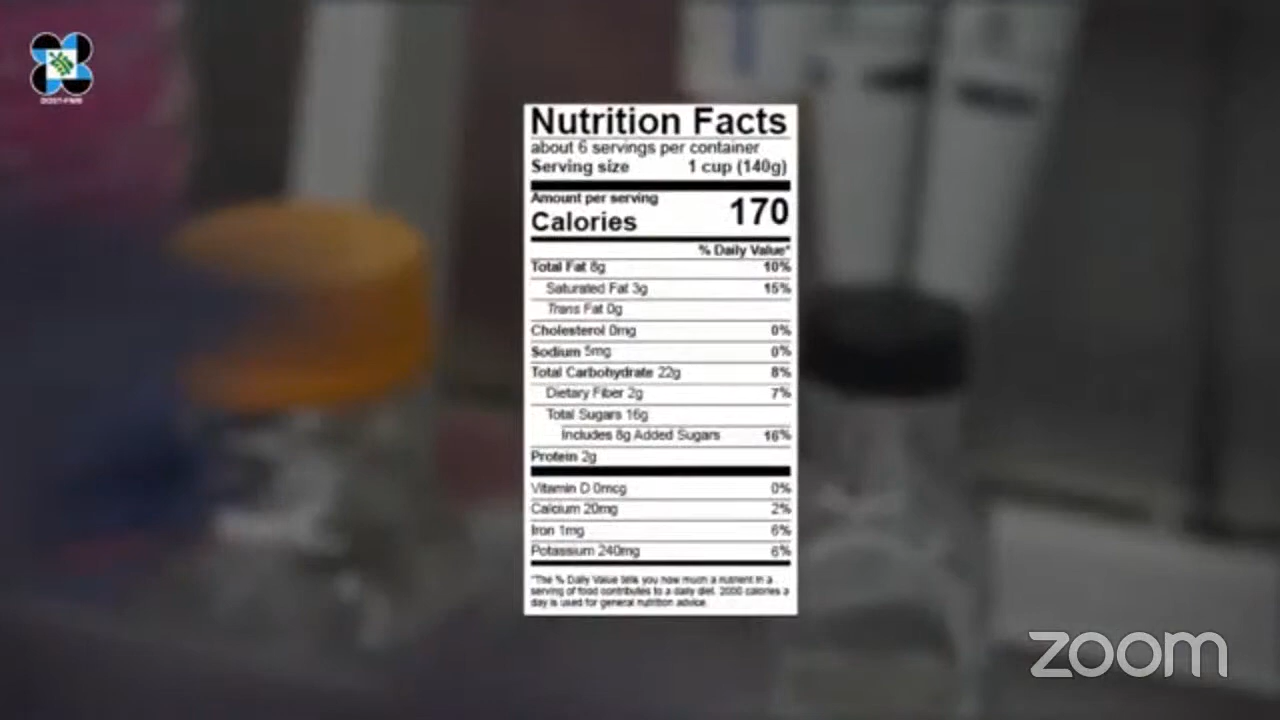 DOST-FNRI
Nutrition Facts
about 6 servings per container
Serving size 1 cup (140g)
Amount per serving
Calories 170
% Daily Value*
Total Fat 8g 10%
Saturated Fat 3g 15%
Trans Fat 0g
Cholesterol 0mg 0%
Sodium 5mg 0%
Total Carbohydrate 22g 8%
Dietary Fiber 2g 7%
Total Sugars 16g
Includes 8g Added Sugars 16%
Protein 2g
Vitamin D 0mcg 0%
Calcium 20mg 2%
Iron 1mg 6%
Potassium 240mg 6%
*The % Daily Value tells you how much a nutrient in a
serving of food contributes to a daily diet. 2000 calories a
day is used for general nutrition advice.
zoom